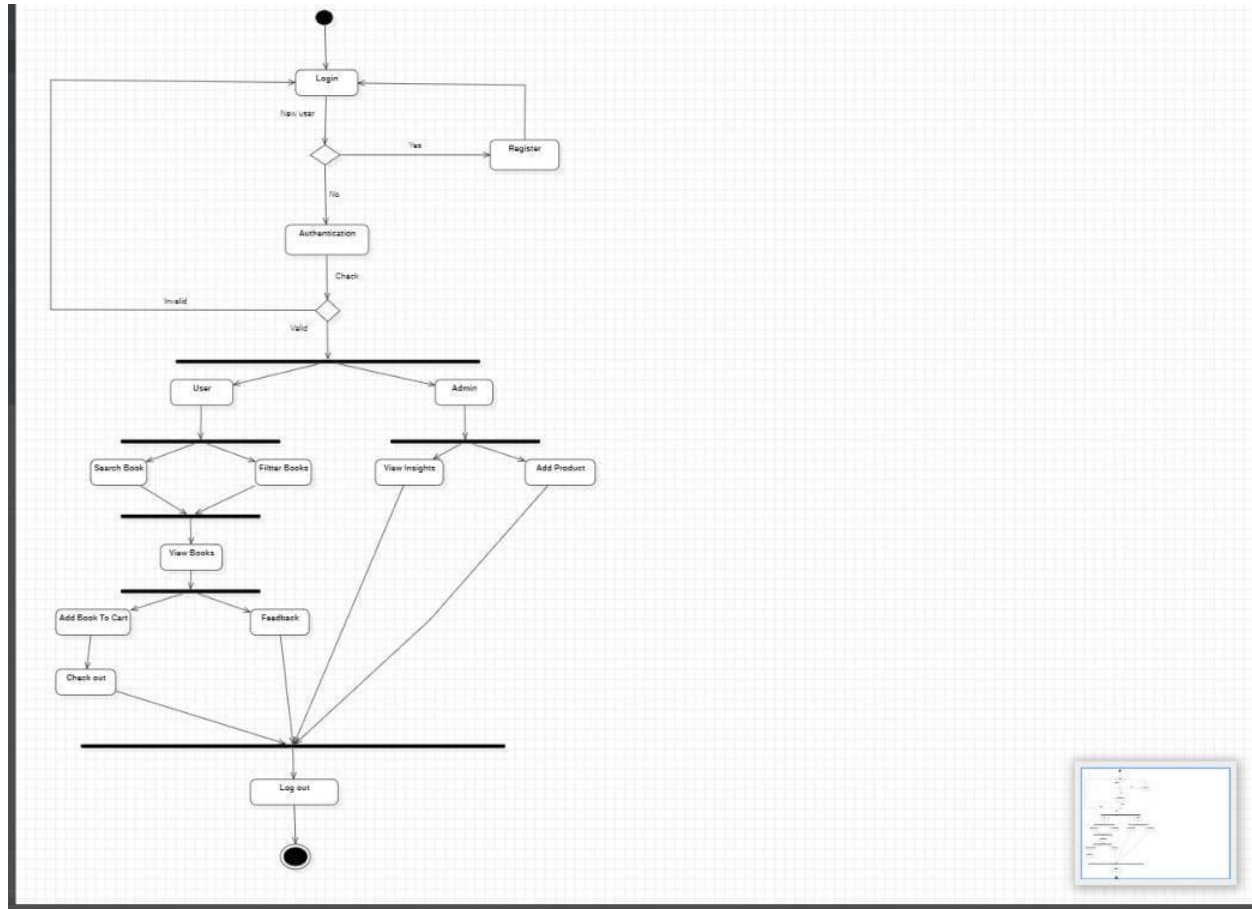 Login
New user
Yes
Register
No
Authentication
Check
Invalid
Valid
User
Admin
Search Book
Filtter Books
View Insights
Add Product
View Books
Add Book To Cart
Feedback
Check out
Log out